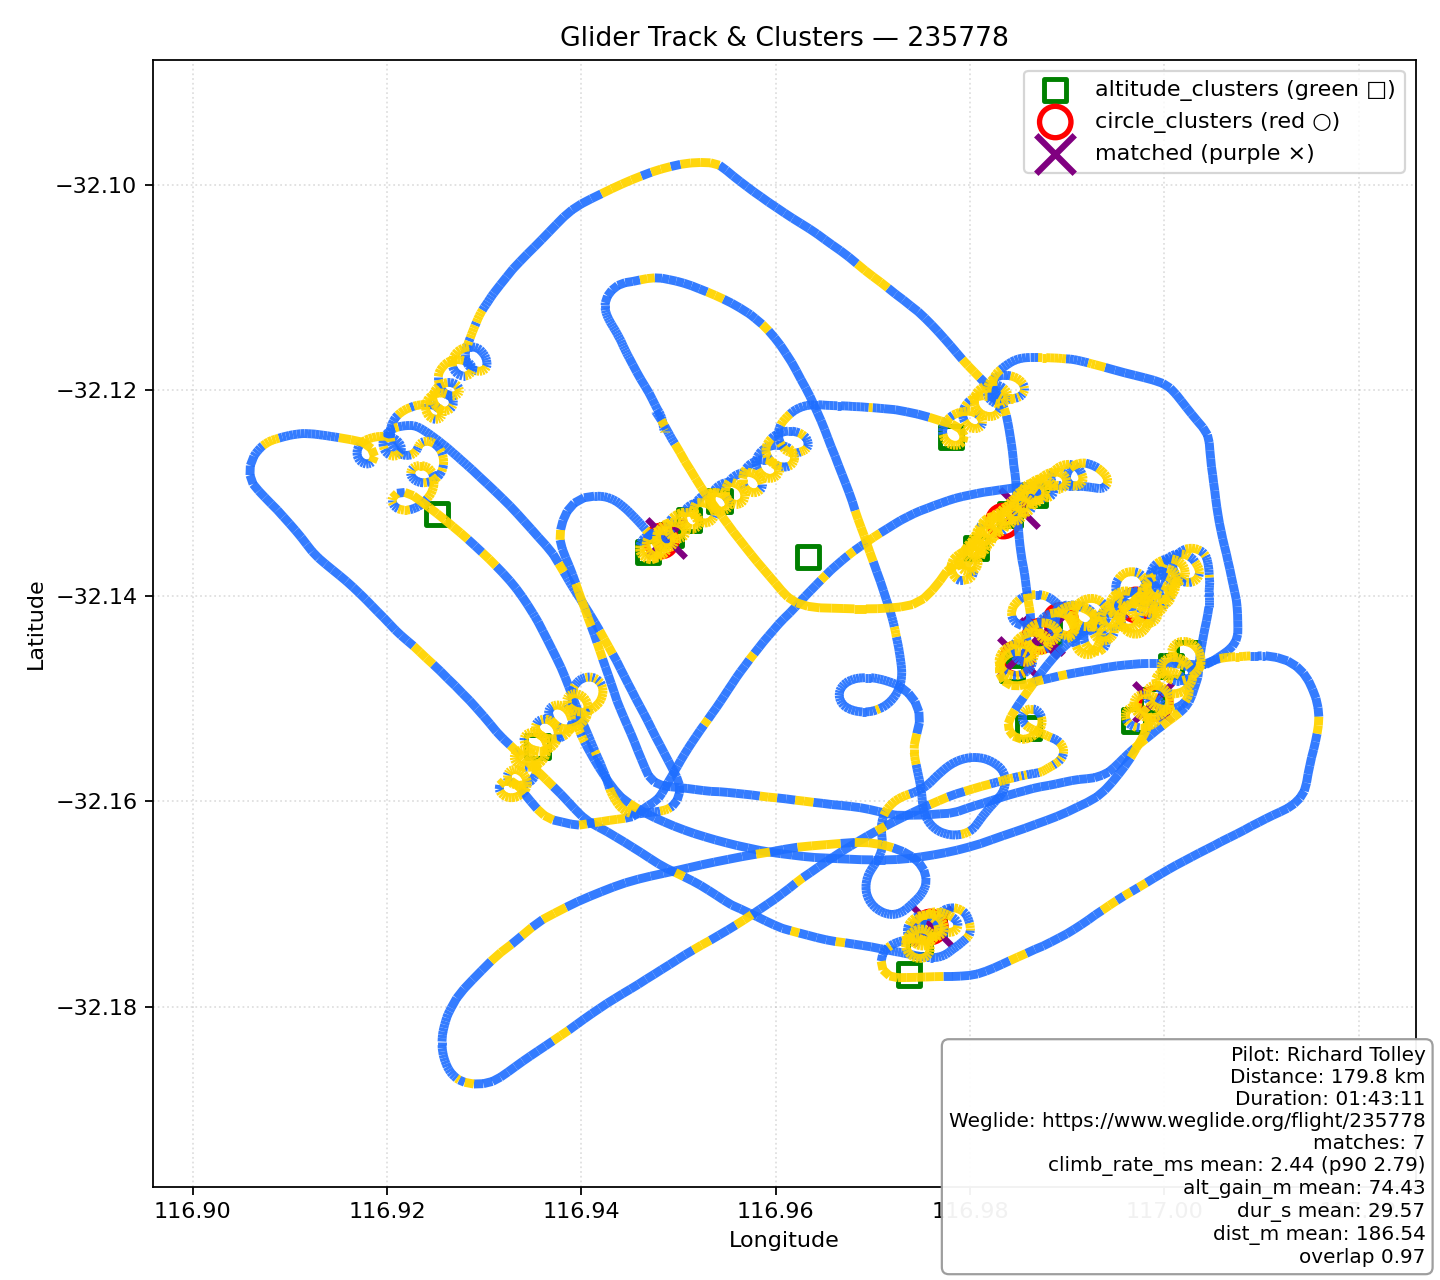 Glider Track & Clusters — 235778
altitude_clusters (green □)
circle_clusters (red ○)
matched (purple ×)
Latitude
−32.10
−32.12
−32.14
−32.16
−32.18
116.90
116.92
116.94
116.96
116.98
117.00
Longitude
Pilot: Richard Tolley
Distance: 179.8 km
Duration: 01:43:11
Weglide: https://www.weglide.org/flight/235778
matches: 7
climb_rate_ms mean: 2.44 (p90 2.79)
alt_gain_m mean: 74.43
dur_s mean: 29.57
dist_m mean: 186.54
overlap 0.97